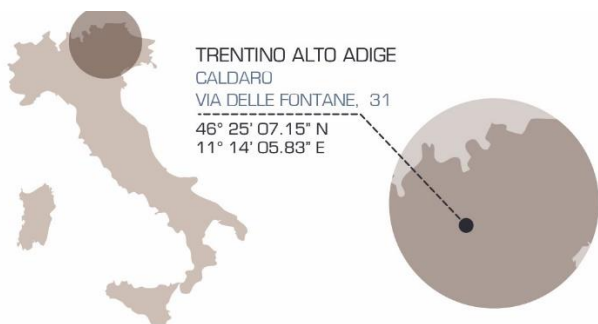 TRENTINO ALTO ADIGE
CALDARO
VIA DELLE FONTANE, 31
46° 25' 07.15" N
11° 14' 05.83" E